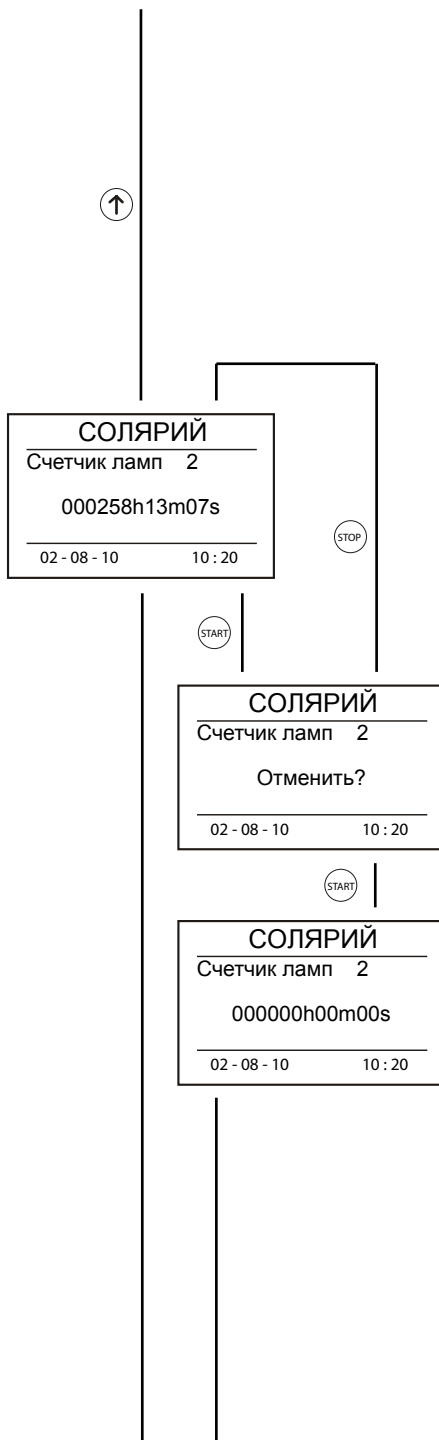 СОЛЯРИЙ
Счетчик ламп 2
000258h13m07s
02 - 08 - 10 10 : 20
STOP
START
СОЛЯРИЙ
Счетчик ламп 2
Отменить?
02 - 08 - 10 10 : 20
START
СОЛЯРИЙ
Счетчик ламп 2
000000h00m00s
02 - 08 - 10 10 : 20